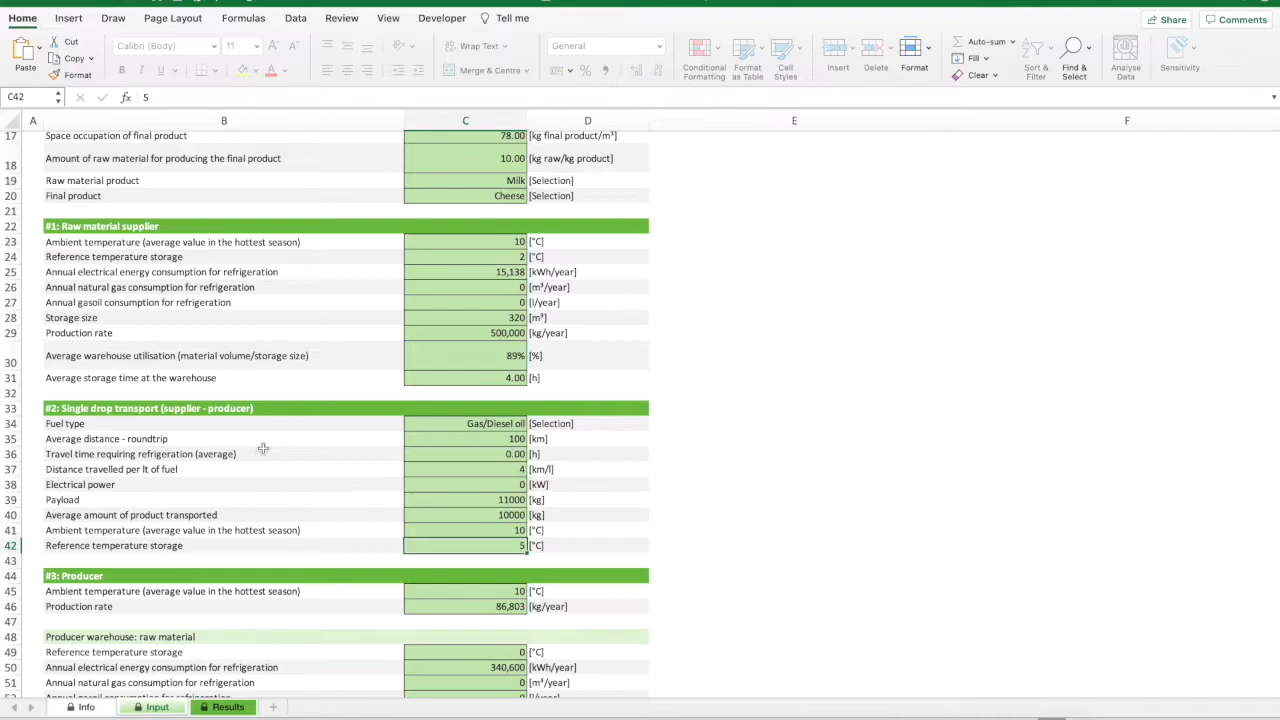 Home Insert Draw Page Layout Formulas Data Review View Developer Tell me Share Comments
Paste Cut Copy Format
Calibri (Body) 11 A A
B I U A
Wrap Text
Merge & Centre
General
%
Conditional Formatting
Format as Table
Cell Styles
Insert Delete Format
Auto-sum
Fill
Clear
Sort & Filter
Find & Select
Analyse Data
Sensitivity
C42 fx 5
A B C D E F
17 Space occupation of final product 78.00 [kg final product/m³]
18 Amount of raw material for producing the final product 10.00 [kg raw/kg product]
19 Raw material product Milk [Selection]
20 Final product Cheese [Selection]
21
22 #1: Raw material supplier
23 Ambient temperature (average value in the hottest season) 10 [°C]
24 Reference temperature storage 2 [°C]
25 Annual electrical energy consumption for refrigeration 15,138 [kWh/year]
26 Annual natural gas consumption for refrigeration 0 [m³/year]
27 Annual gasoil consumption for refrigeration 0 [l/year]
28 Storage size 320 [m³]
29 Production rate 500,000 [kg/year]
30 Average warehouse utilisation (material volume/storage size) 89% [%]
31 Average storage time at the warehouse 4.00 [h]
32
33 #2: Single drop transport (supplier - producer)
34 Fuel type Gas/Diesel oil [Selection]
35 Average distance - roundtrip 100 [km]
36 Travel time requiring refrigeration (average) 0.00 [h]
37 Distance travelled per lt of fuel 4 [km/l]
38 Electrical power 0 [kW]
39 Payload 11000 [kg]
40 Average amount of product transported 10000 [kg]
41 Ambient temperature (average value in the hottest season) 10 [°C]
42 Reference temperature storage 5 [°C]
43
44 #3: Producer
45 Ambient temperature (average value in the hottest season) 10 [°C]
46 Production rate 86,803 [kg/year]
47
48 Producer warehouse: raw material
49 Reference temperature storage 0 [°C]
50 Annual electrical energy consumption for refrigeration 340,600 [kWh/year]
51 Annual natural gas consumption for refrigeration 0 [m³/year]
Annual gasoil consumption for refrigeration 0 [l/year]
Info Input Results